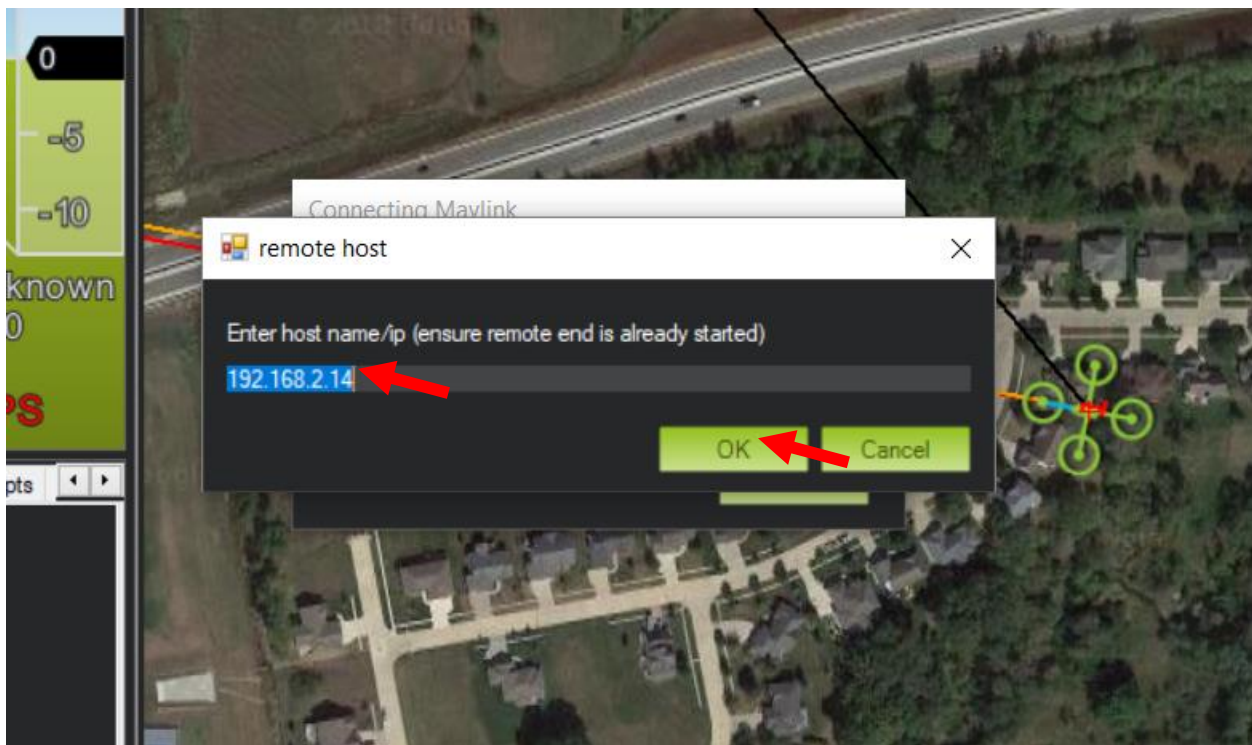 0
-5
-10
known
0
PS
pts
Connecting Mavlink
remote host
Enter host name/ip (ensure remote end is already started)
192.168.2.14
OK
Cancel